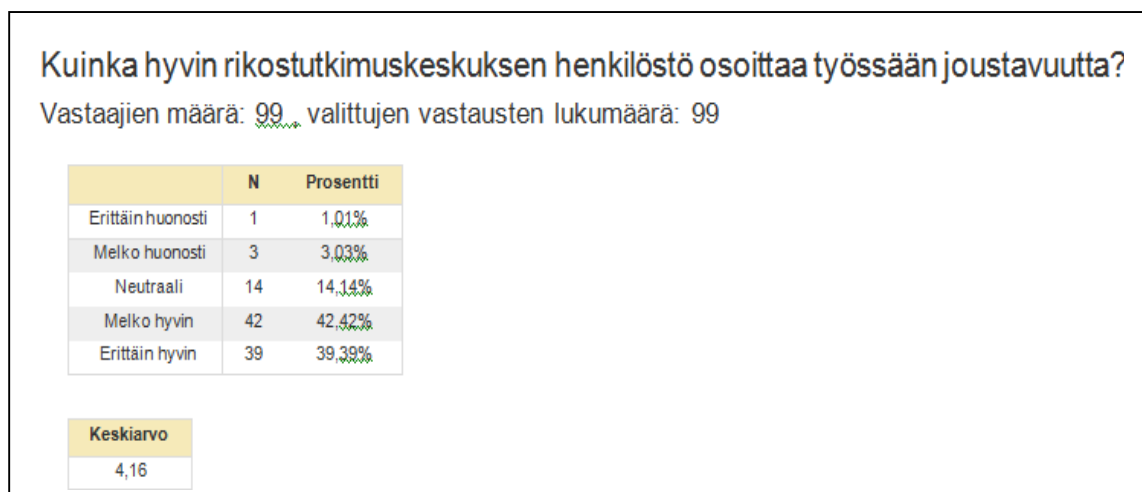 Kuinka hyvin rikostutkimuskeskuksen henkilöstö osoittaa työssään joustavuutta?
Vastaajien määrä: 99 , valittujen vastausten lukumäärä: 99
N Prosentti
Erittäin huonosti 1 1,01%
Melko huonosti 3 3,03%
Neutraali 14 14,14%
Melko hyvin 42 42,42%
Erittäin hyvin 39 39,39%
Keskiarvo
4,16